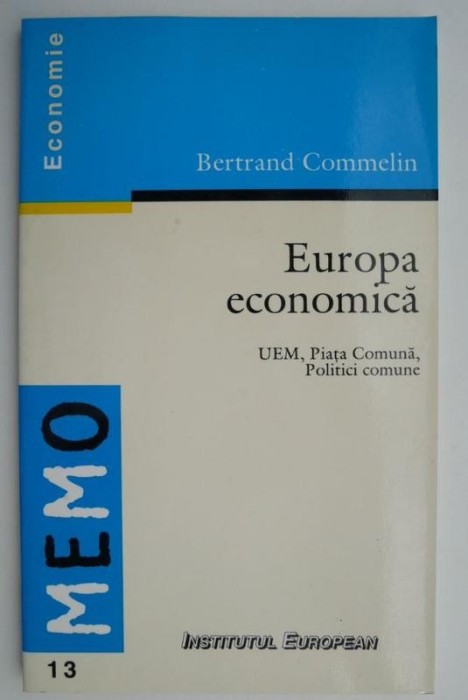 Economie
Bertrand Commelin
Europa
economică
UEM, Piața Comună,
Politici comune
MEMO
13
INSTITUTUL EUROPEAN